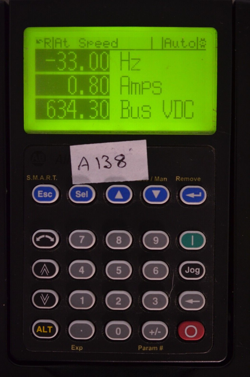 R|At Speed | |Auto|
-33.00 Hz
0.80 Amps
634.30 Bus VDC
A138
S.M.A.R.T. / Man Remove
Esc Sel
7 8 9 I
4 5 6 Jog
1 2 3
ALT . 0 +/- O
Exp Param #